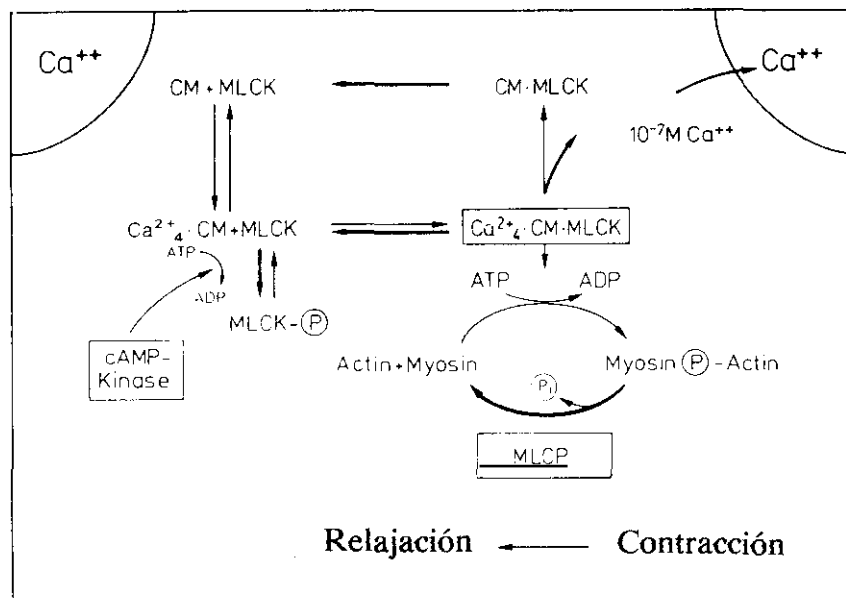 Ca++
Ca++
CM + MLCK
CM·MLCK
10⁻⁷M Ca++
Ca²⁺₄·CM+MLCK
Ca²⁺₄·CM·MLCK
ATP
ADP
ATP
ADP
MLCK-Ⓟ
cAMP-
Kinase
Actin+Myosin
Myosin Ⓟ-Actin
Pi
MLCP
Relajación
Contracción